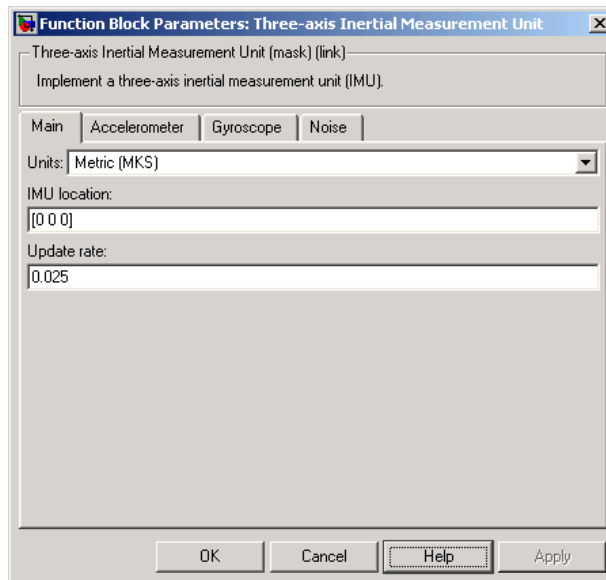 Function Block Parameters: Three-axis Inertial Measurement Unit
Three-axis Inertial Measurement Unit (mask) (link)
Implement a three-axis inertial measurement unit (IMU).
Main Accelerometer Gyroscope Noise
Units: Metric (MKS)
IMU location:
[0 0 0]
Update rate:
0.025
OK Cancel Help Apply